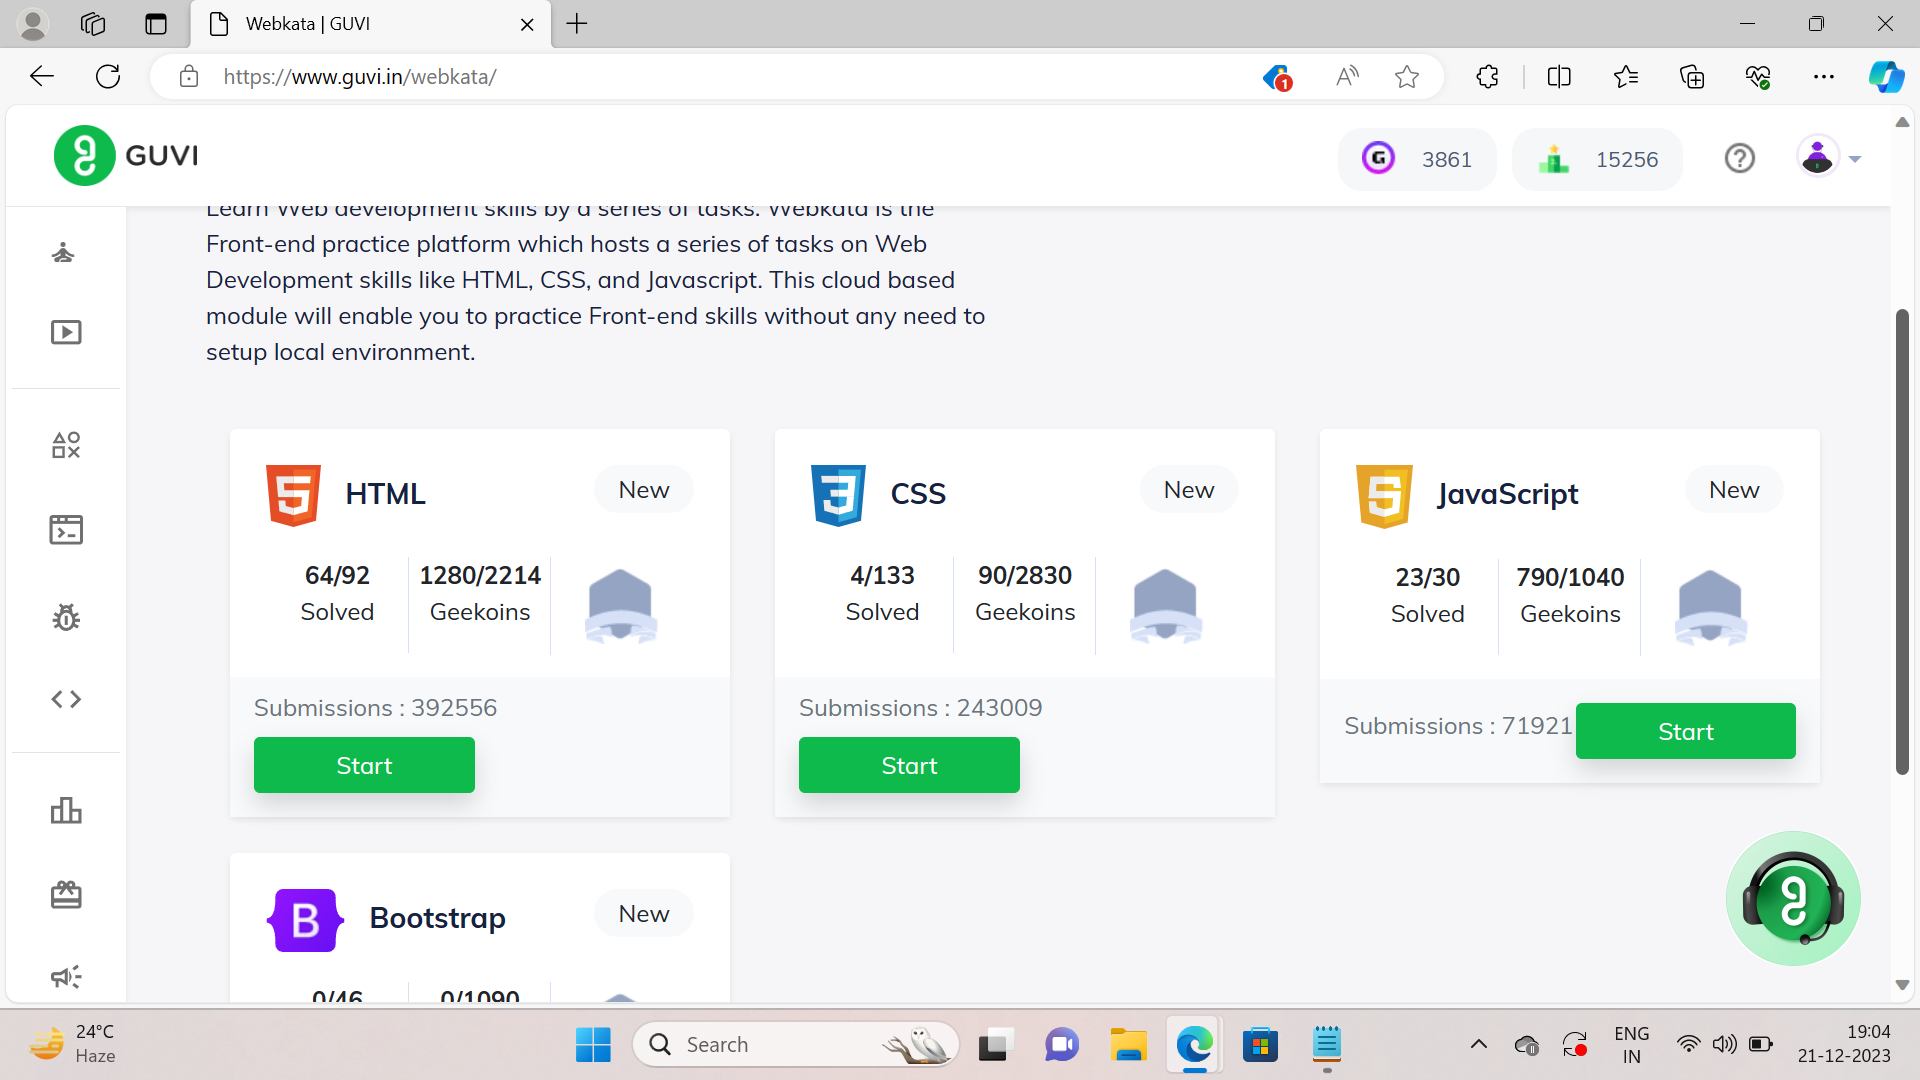 Webkata | GUVI
https://www.guvi.in/webkata/
1
GUVI
G
3861
15256
Learn Web development skills by a series of tasks. Webkata is the
Front-end practice platform which hosts a series of tasks on Web
Development skills like HTML, CSS, and Javascript. This cloud based
module will enable you to practice Front-end skills without any need to
setup local environment.
HTML
New
64/92
Solved
1280/2214
Geekoins
Submissions : 392556
Start
CSS
New
4/133
Solved
90/2830
Geekoins
Submissions : 243009
Start
JavaScript
New
23/30
Solved
790/1040
Geekoins
Submissions : 71921
Start
B
Bootstrap
New
0/46
0/1090
24°C
Haze
Search
ENG
IN
19:04
21-12-2023